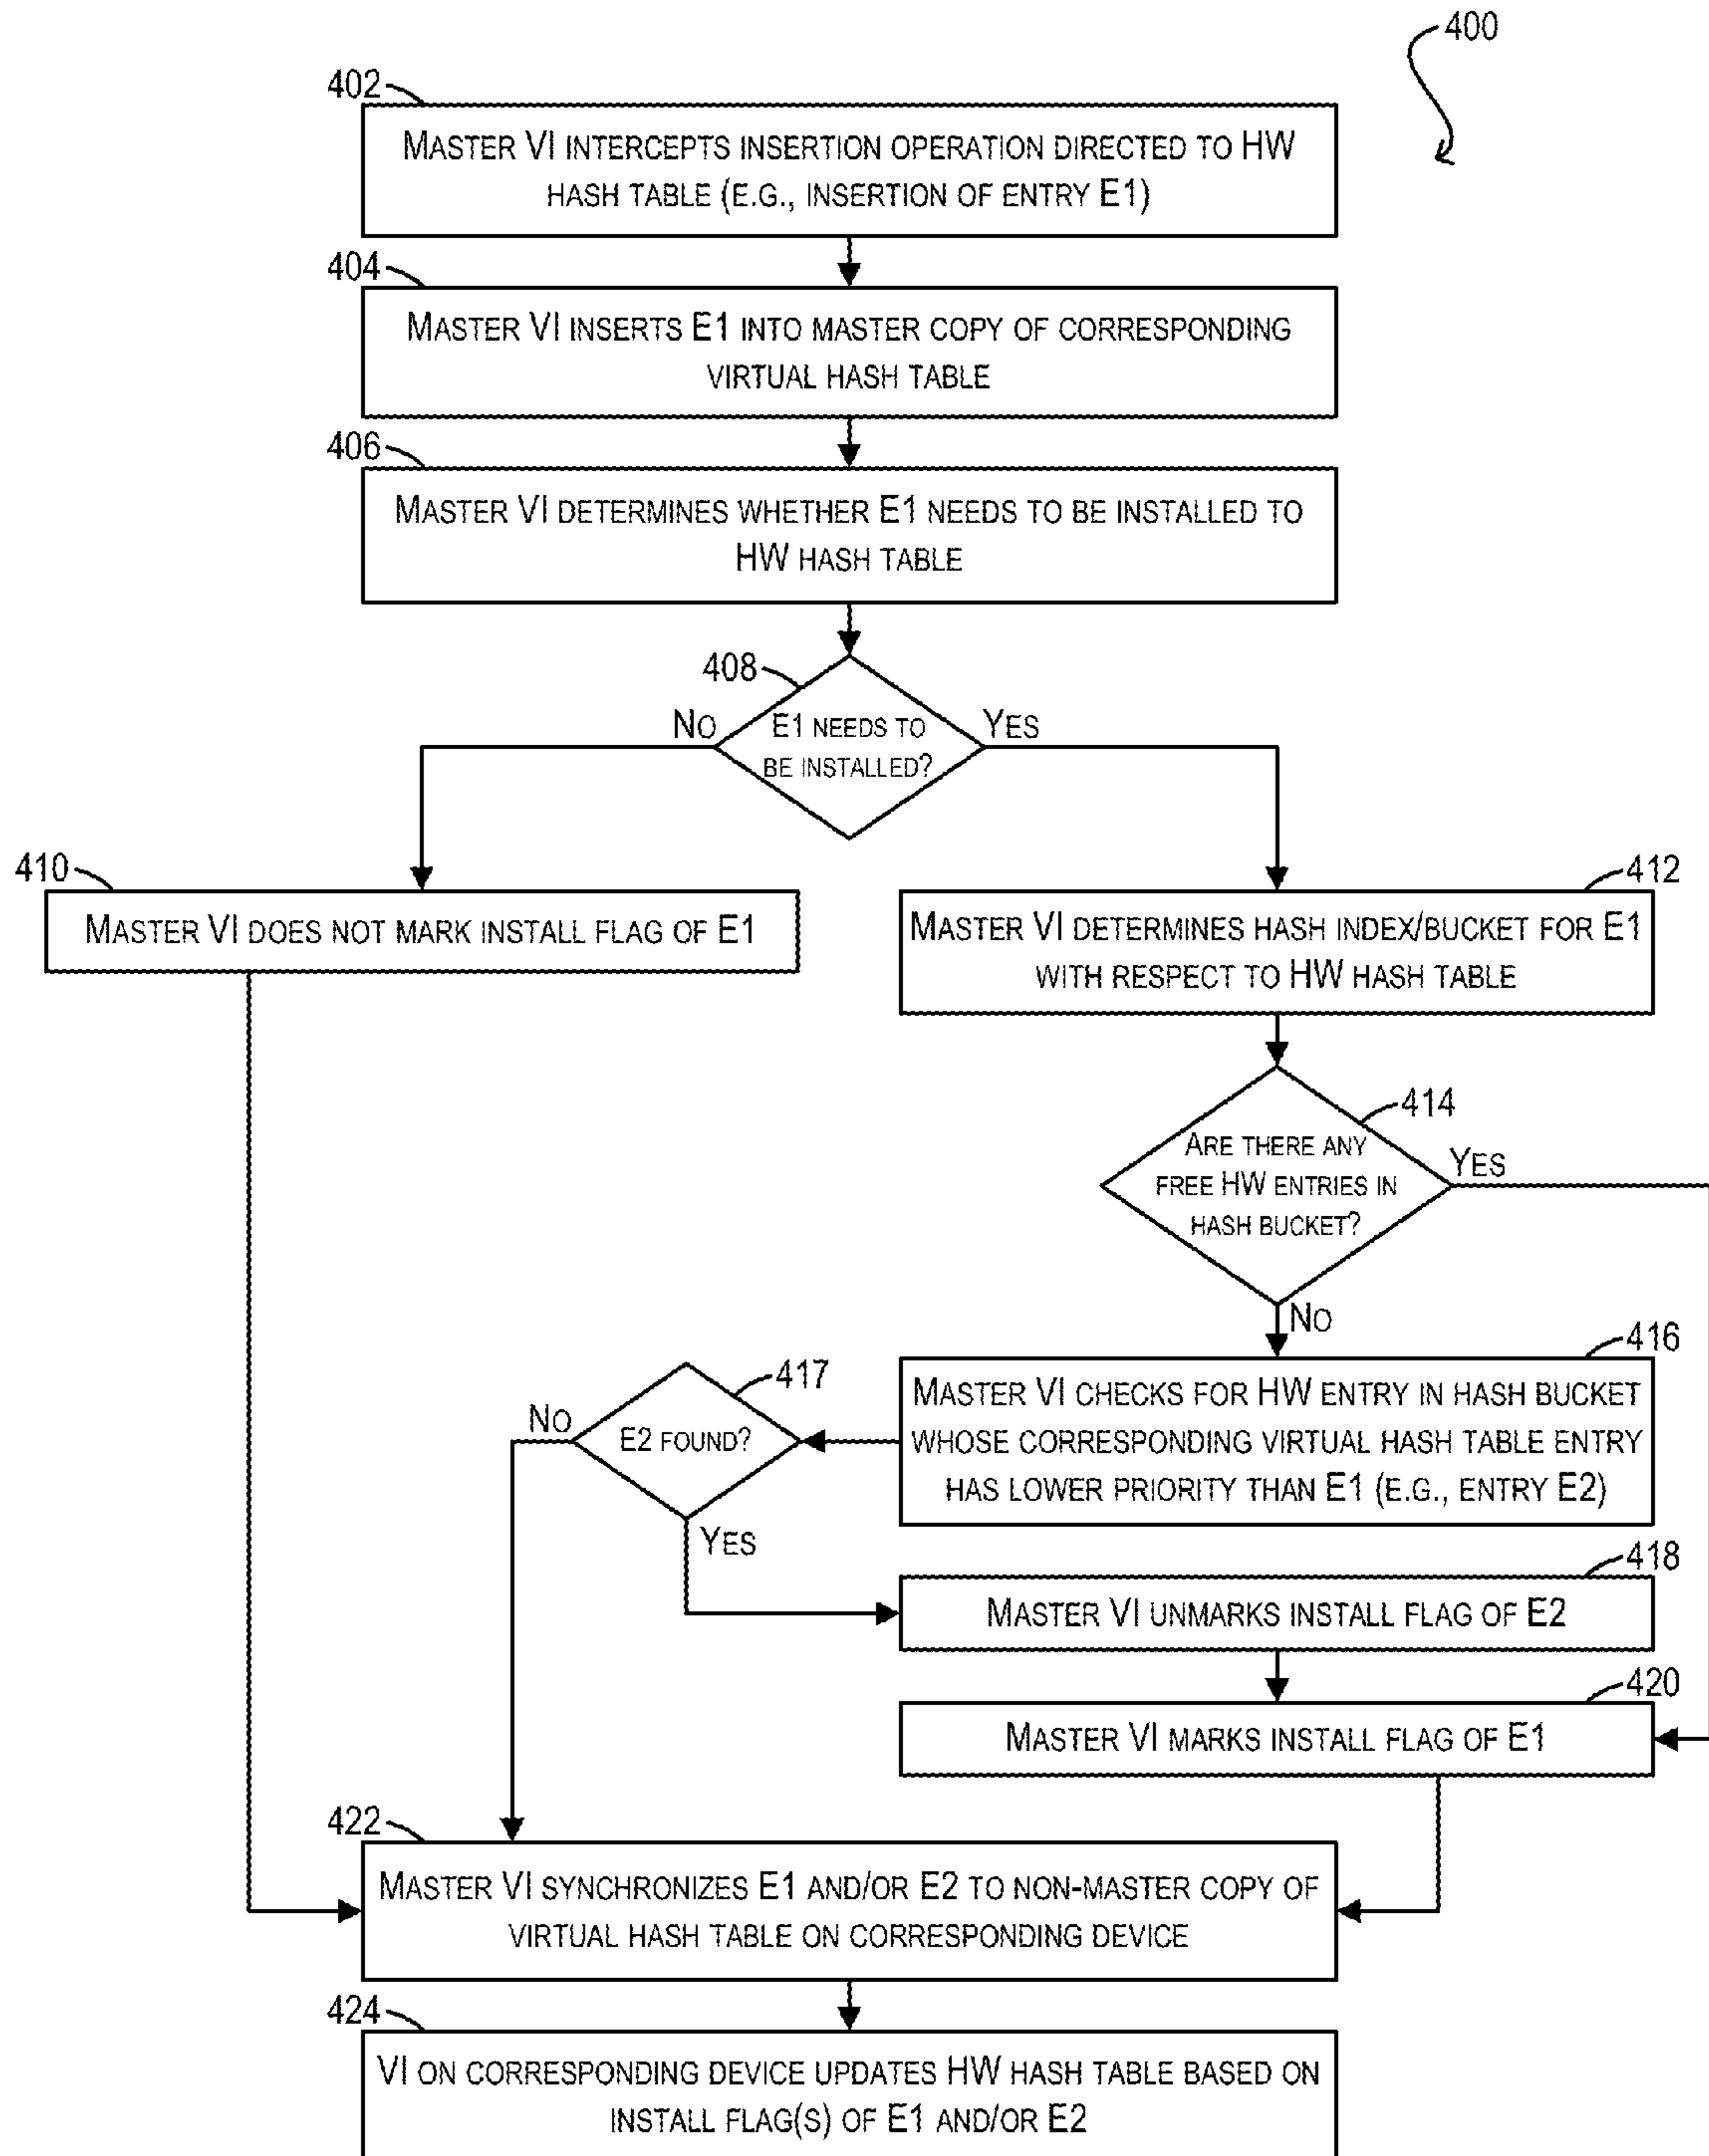 400
402
Master VI intercepts insertion operation directed to HW
hash table (e.g., insertion of entry E1)
404
Master VI inserts E1 into master copy of corresponding
virtual hash table
406
Master VI determines whether E1 needs to be installed to
HW hash table
408
No
E1 needs to
be installed?
Yes
410
Master VI does not mark install flag of E1
412
Master VI determines hash index/bucket for E1
with respect to HW hash table
414
Are there any
free HW entries in
hash bucket?
Yes
No
416
Master VI checks for HW entry in hash bucket
whose corresponding virtual hash table entry
has lower priority than E1 (e.g., entry E2)
417
No
E2 found?
Yes
418
Master VI unmarks install flag of E2
420
Master VI marks install flag of E1
422
Master VI synchronizes E1 and/or E2 to non-master copy of
virtual hash table on corresponding device
424
VI on corresponding device updates HW hash table based on
install flag(s) of E1 and/or E2